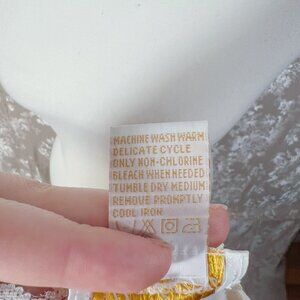 MACHINE WASH WARM
DELICATE CYCLE
ONLY NON-CHLORINE
BLEACH WHEN NEEDED
TUMBLE DRY MEDIUM
REMOVE PROMPTLY
COOL IRON